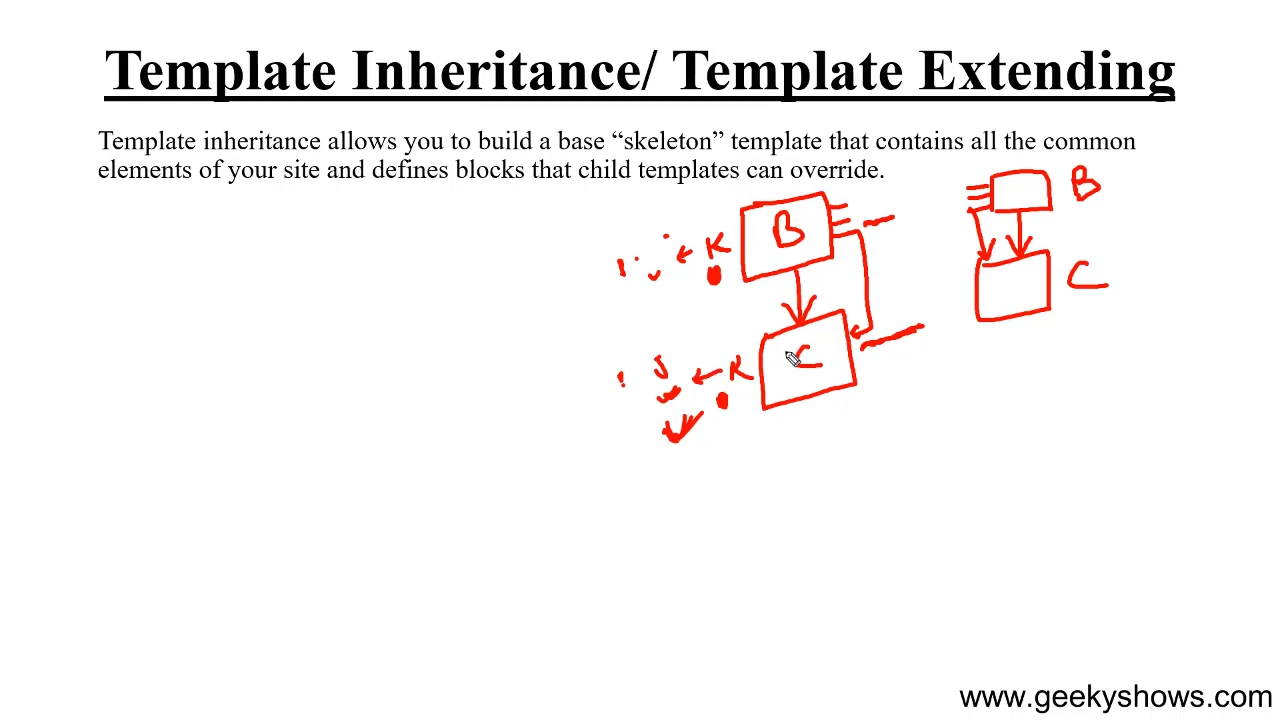 Template Inheritance/ Template Extending
Template inheritance allows you to build a base “skeleton” template that contains all the common
elements of your site and defines blocks that child templates can override.
B
B
K
C
C
K
www.geekyshows.com